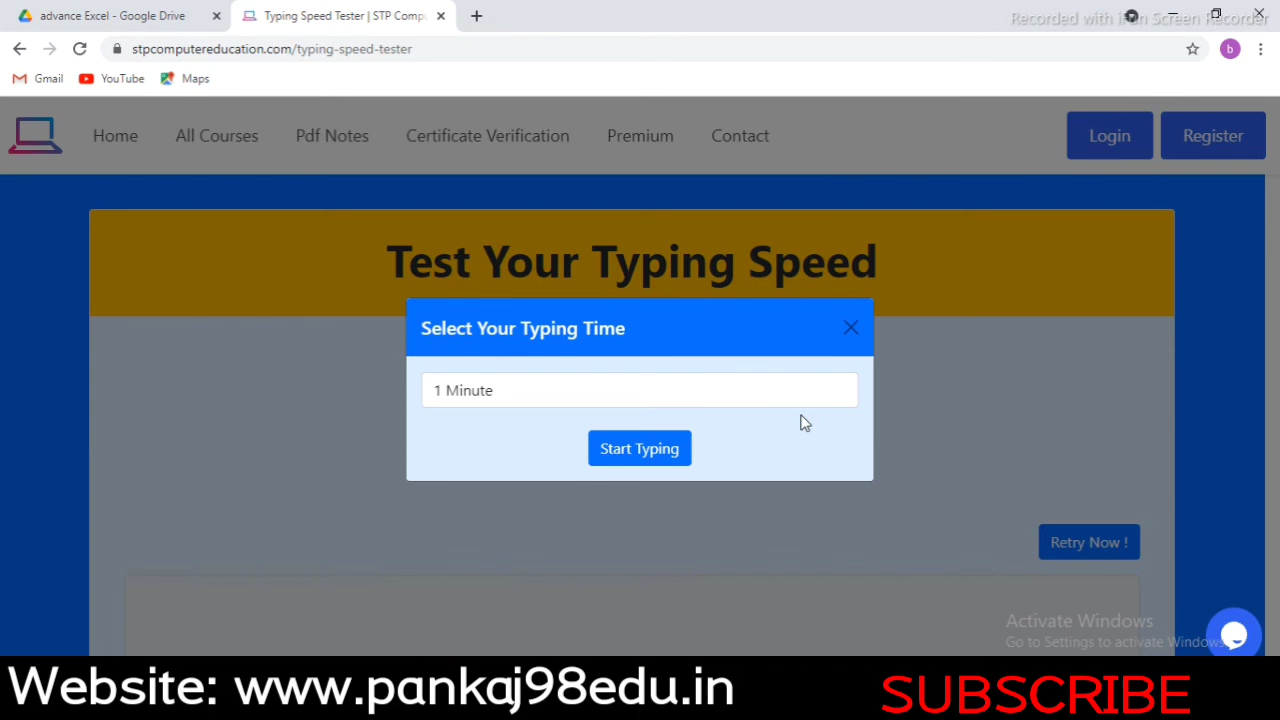 advance Excel - Google Drive
Typing Speed Tester | STP Compu
Recorded with iFun Screen Recorder
stpcomputereducation.com/typing-speed-tester
b
Gmail
YouTube
Maps
Home
All Courses
Pdf Notes
Certificate Verification
Premium
Contact
Login
Register
Test Your Typing Speed
Select Your Typing Time
1 Minute
Start Typing
Retry Now !
Activate Windows
Go to Settings to activate Windows.
Website: www.pankaj98edu.in
SUBSCRIBE